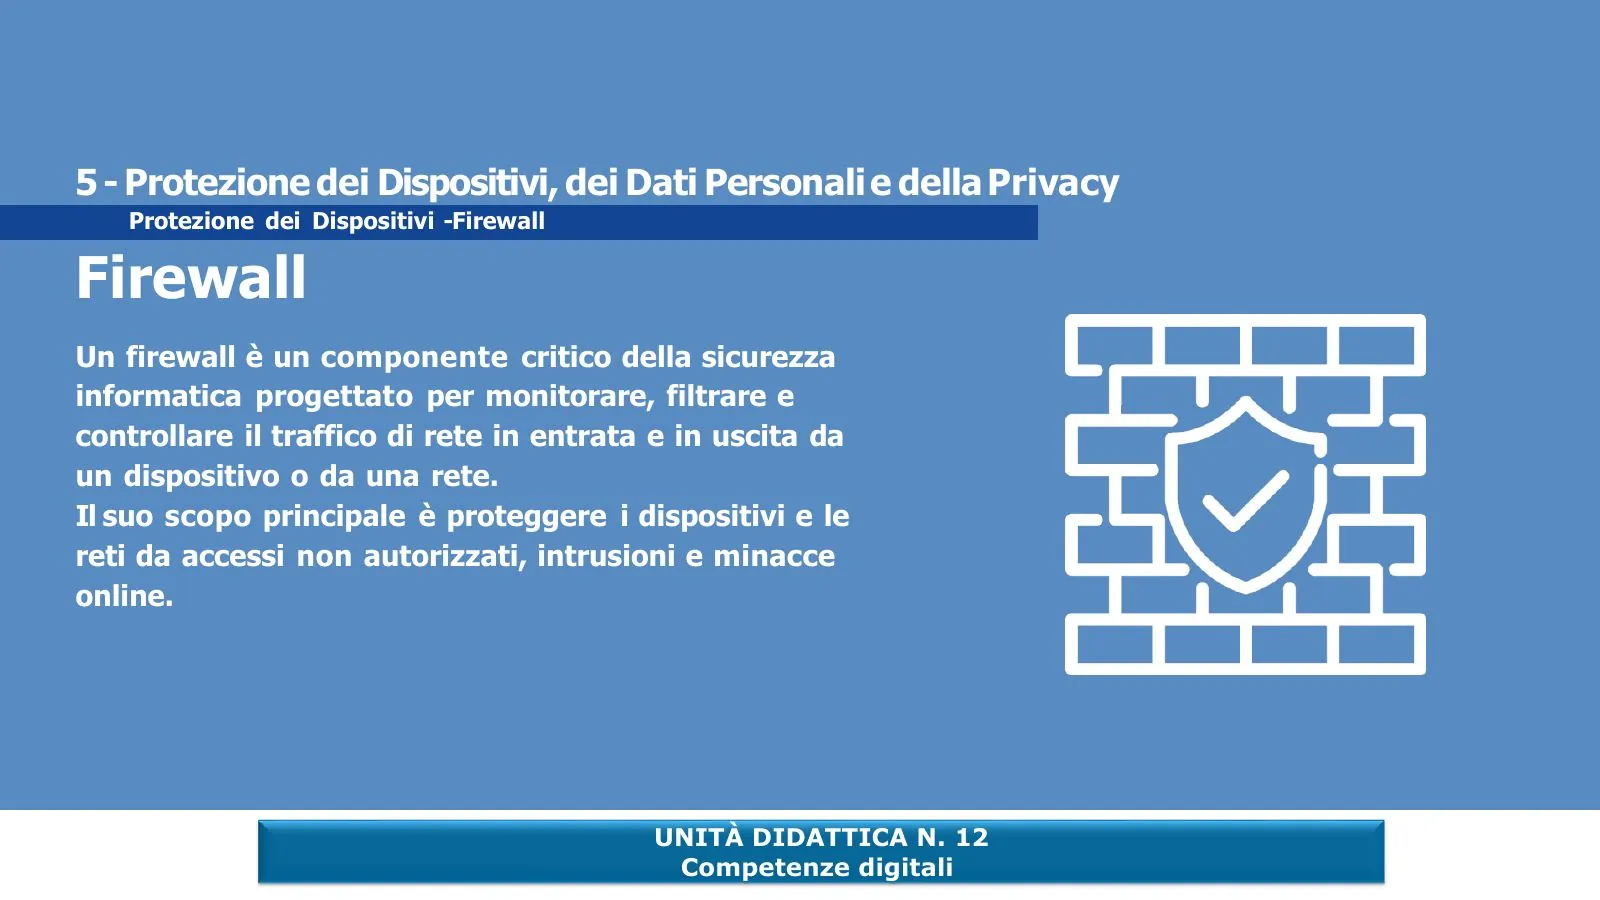 5 - Protezione dei Dispositivi, dei Dati Personali e della Privacy
Protezione dei Dispositivi -Firewall
Firewall
Un firewall è un componente critico della sicurezza
informatica progettato per monitorare, filtrare e
controllare il traffico di rete in entrata e in uscita da
un dispositivo o da una rete.
Il suo scopo principale è proteggere i dispositivi e le
reti da accessi non autorizzati, intrusioni e minacce
online.
UNITÀ DIDATTICA N. 12
Competenze digitali